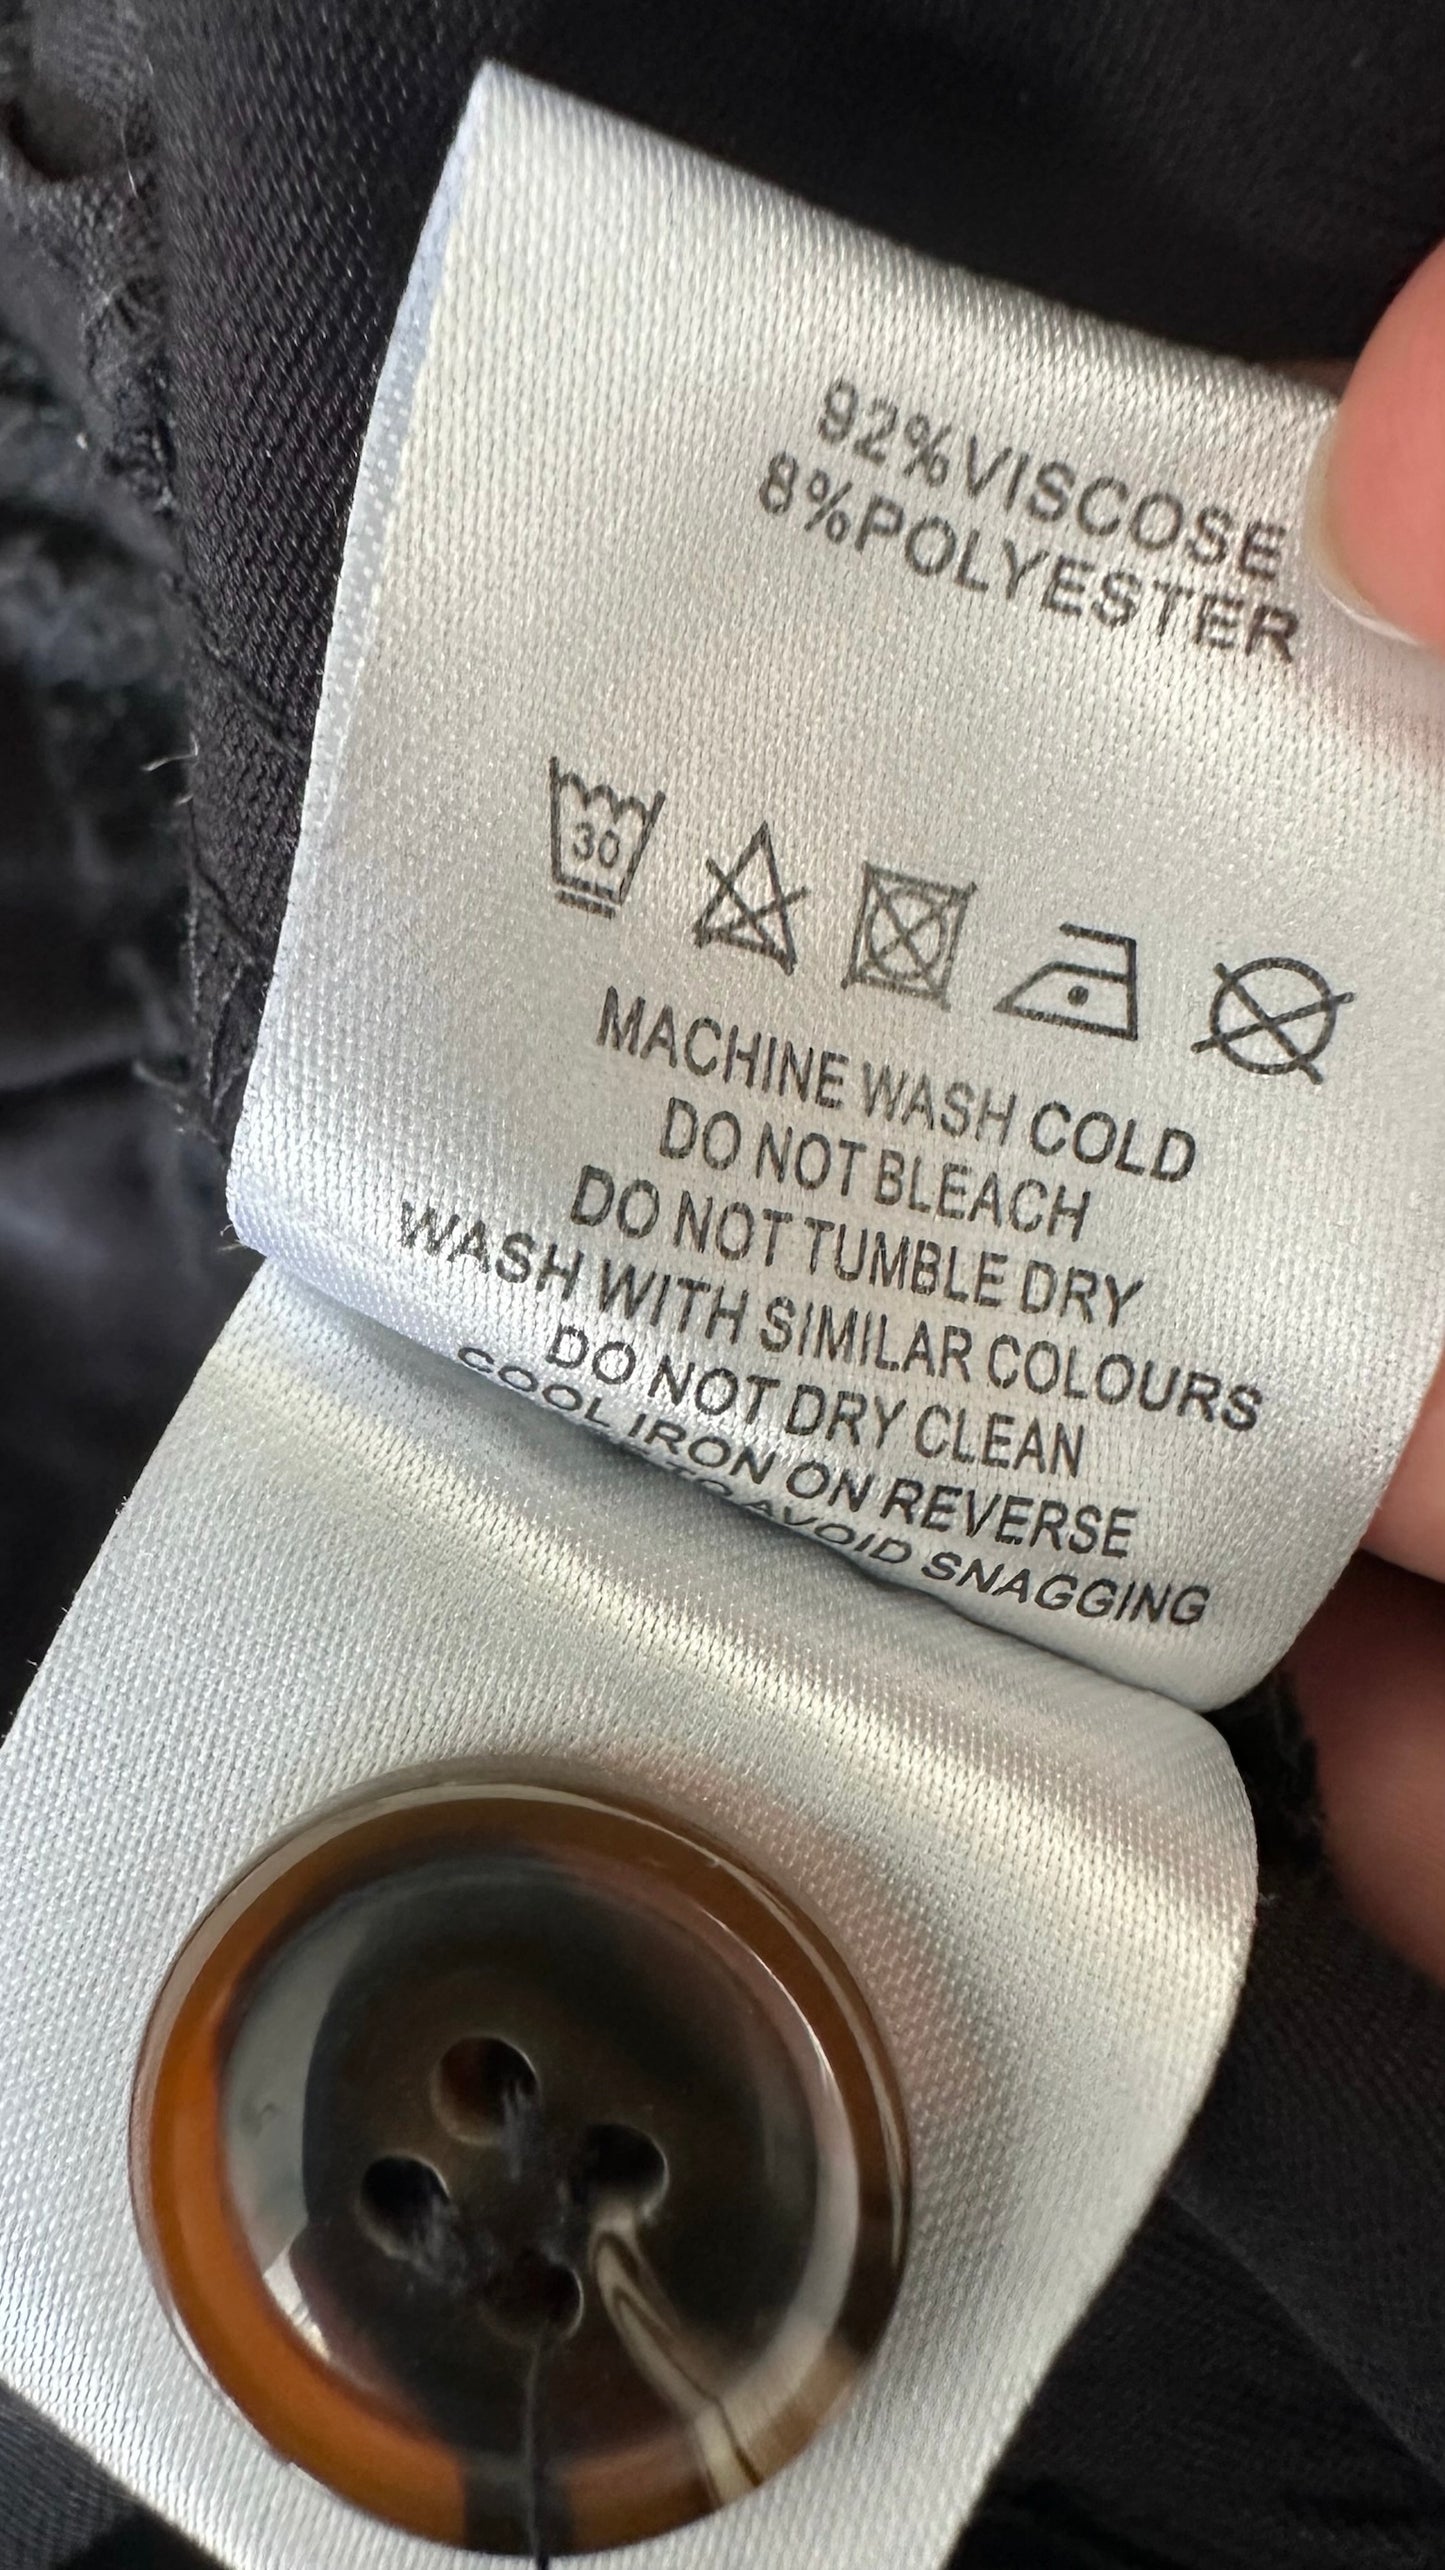 92%VISCOSE
8%POLYESTER
30
MACHINE WASH COLD
DO NOT BLEACH
DO NOT TUMBLE DRY
WASH WITH SIMILAR COLOURS
DO NOT DRY CLEAN
COOL IRON ON REVERSE
TO AVOID SNAGGING